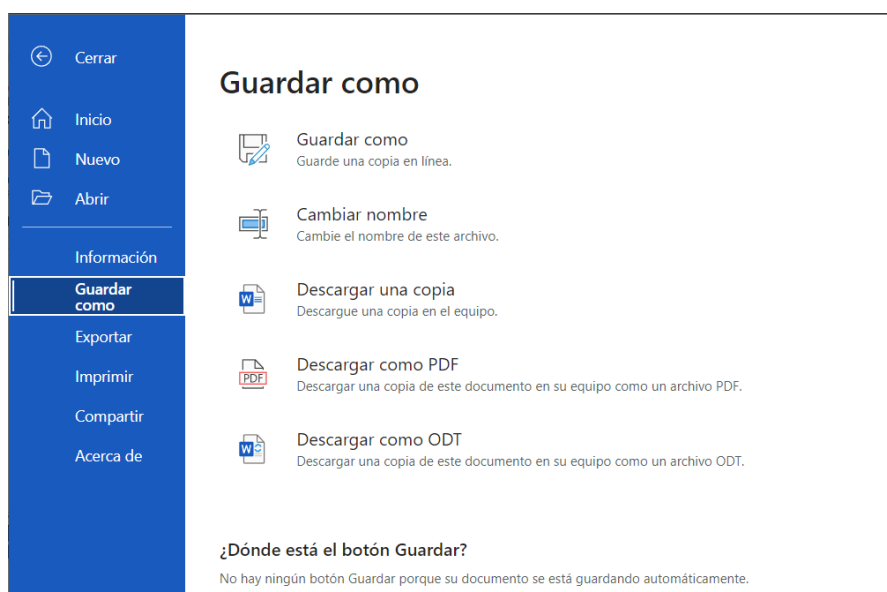 Cerrar
Inicio
Nuevo
Abrir
Información
Guardar
como
Exportar
Imprimir
Compartir
Acerca de
Guardar como
Guardar como
Guarde una copia en línea.
Cambiar nombre
Cambie el nombre de este archivo.
W
Descargar una copia
Descargue una copia en el equipo.
PDF
Descargar como PDF
Descargar una copia de este documento en su equipo como un archivo PDF.
W
Descargar como ODT
Descargar una copia de este documento en su equipo como un archivo ODT.
¿Dónde está el botón Guardar?
No hay ningún botón Guardar porque su documento se está guardando automáticamente.